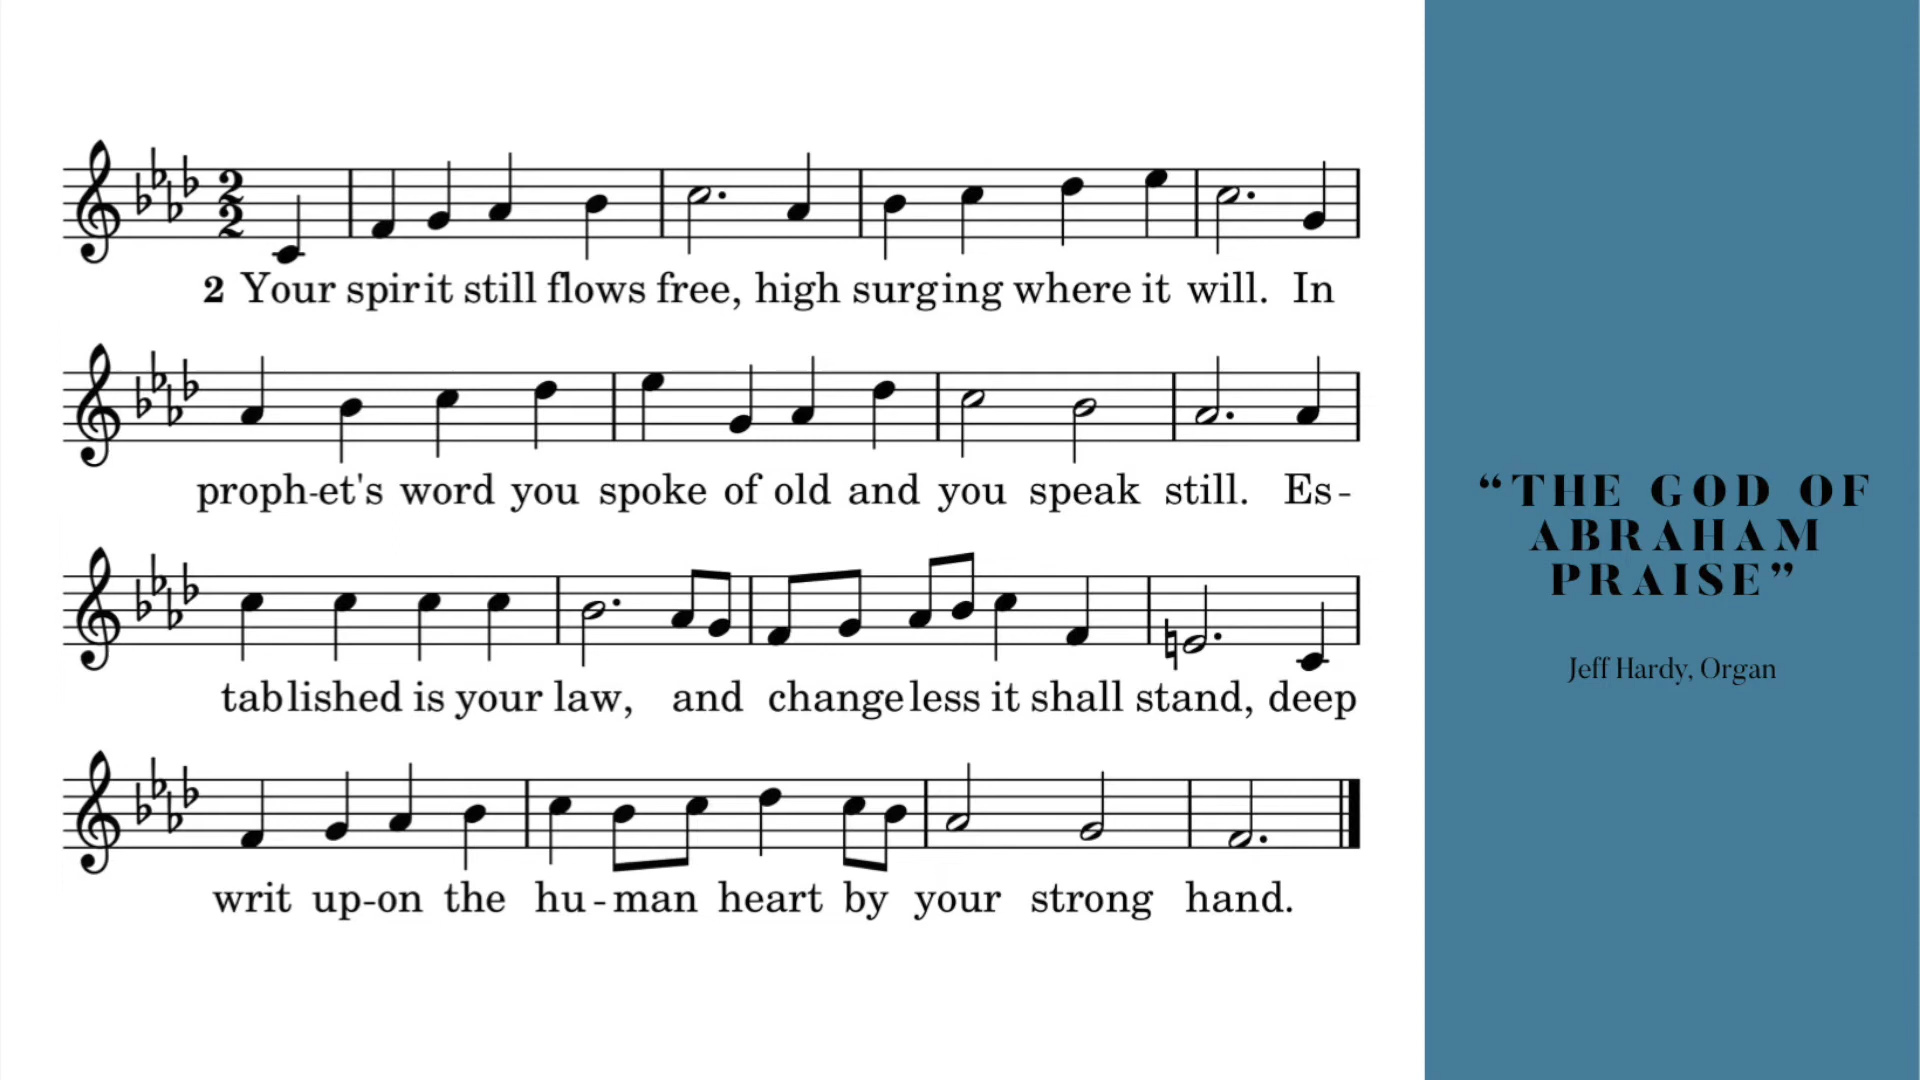 2 Your spirit still flows free, high surging where it will. In
proph-et's word you spoke of old and you speak still. Es-
tablished is your law, and changeless it shall stand, deep
writ up-on the hu-man heart by your strong hand.
“THE GOD OF
ABRAHAM
PRAISE”
Jeff Hardy, Organ